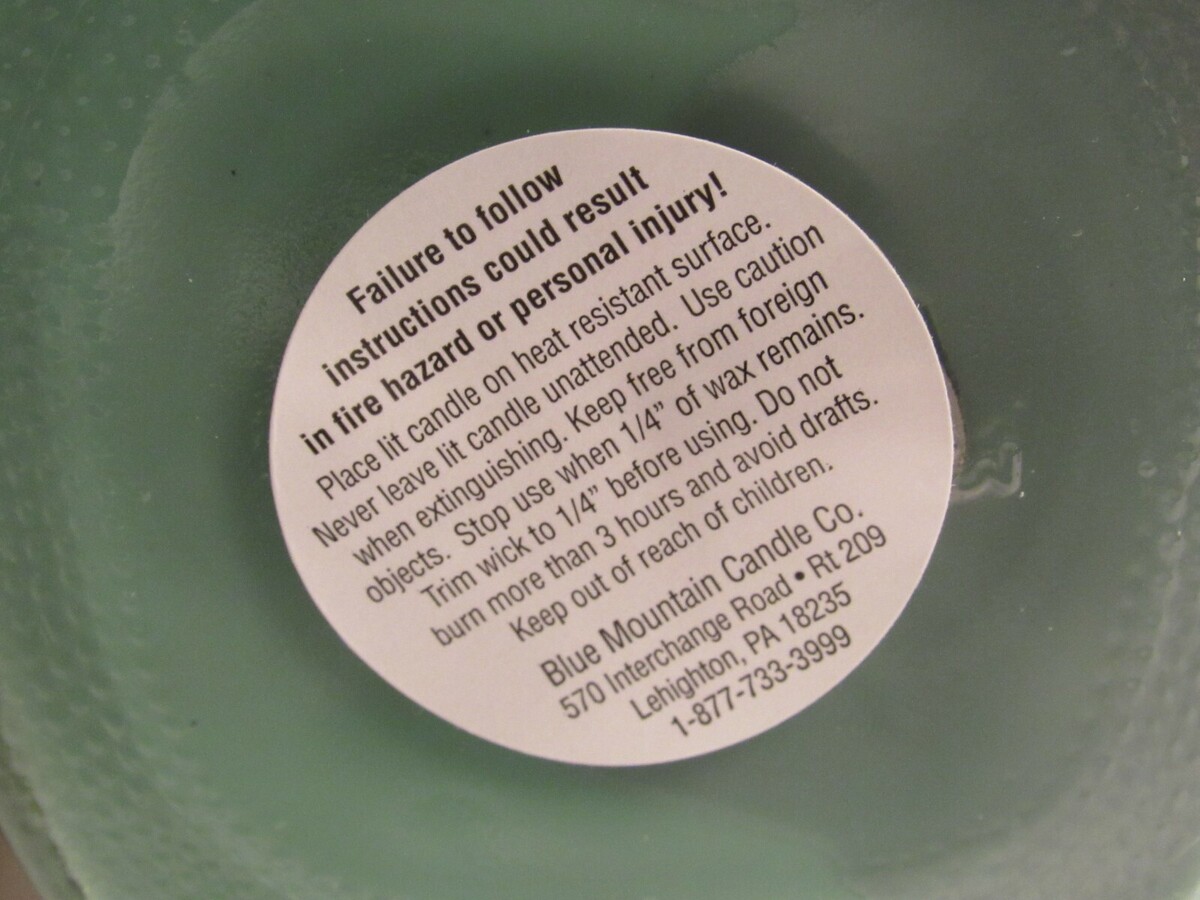 Failure to follow
instructions could result
in fire hazard or personal injury!
Place lit candle on heat resistant surface.
Never leave lit candle unattended. Use caution
when extinguishing. Keep free from foreign
objects. Stop use when 1/4" of wax remains.
Trim wick to 1/4" before using. Do not
burn more than 3 hours and avoid drafts.
Keep out of reach of children.
Blue Mountain Candle Co.
570 Interchange Road • Rt 209
Lehighton, PA 18235
1-877-733-3999